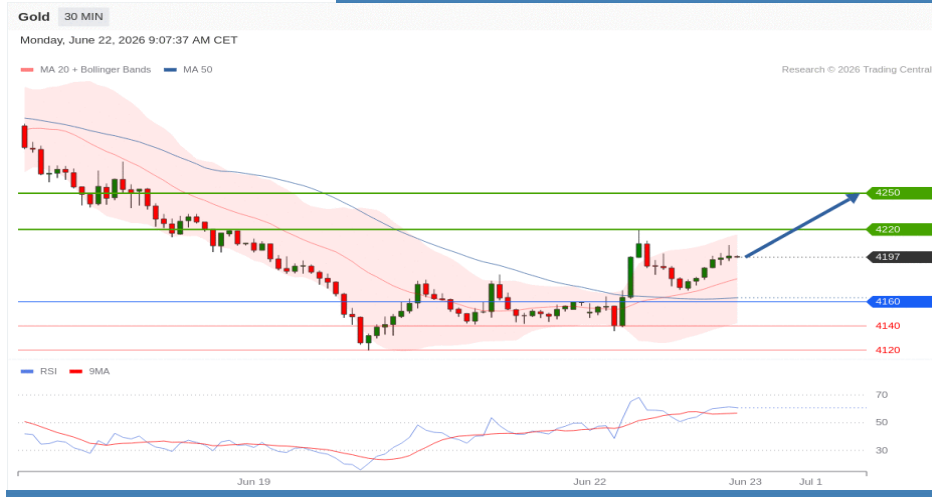 Gold 30 MIN
Monday, June 22, 2026 9:07:37 AM CET
MA 20 + Bollinger Bands MA 50
Research © 2026 Trading Central
4250
4220
4197
4160
4140
4120
RSI 9MA
70
50
30
Jun 19 Jun 22 Jun 23 Jul 1